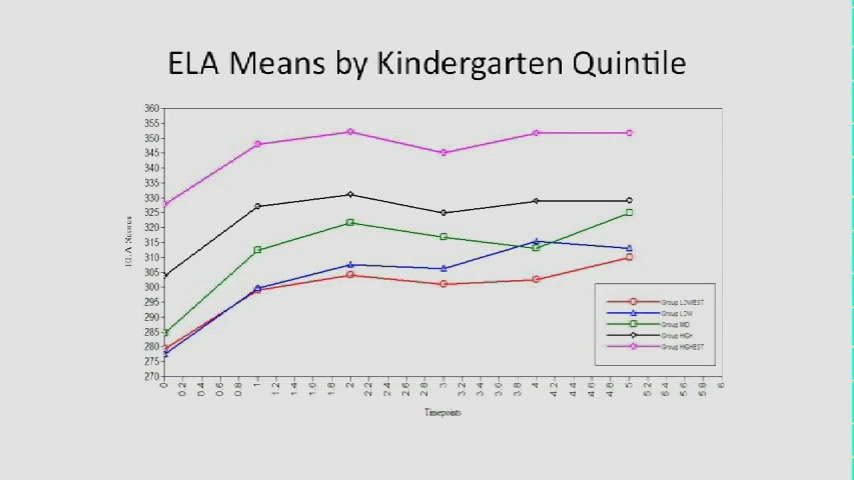 ELA Means by Kindergarten Quintile
360
355
350
345
340
335
330
325
320
315
310
305
300
295
290
285
280
275
270
ELA Scores
0 0.2 0.4 0.6 0.8 1 1.2 1.4 1.6 1.8 2 2.2 2.4 2.6 2.8 3 3.2 3.4 3.6 3.8 4 4.2 4.4 4.6 4.8 5 5.2 5.4 5.6 5.8 6
Timepoints
Group LOWEST
Group LOW
Group MID
Group HIGH
Group HIGHEST